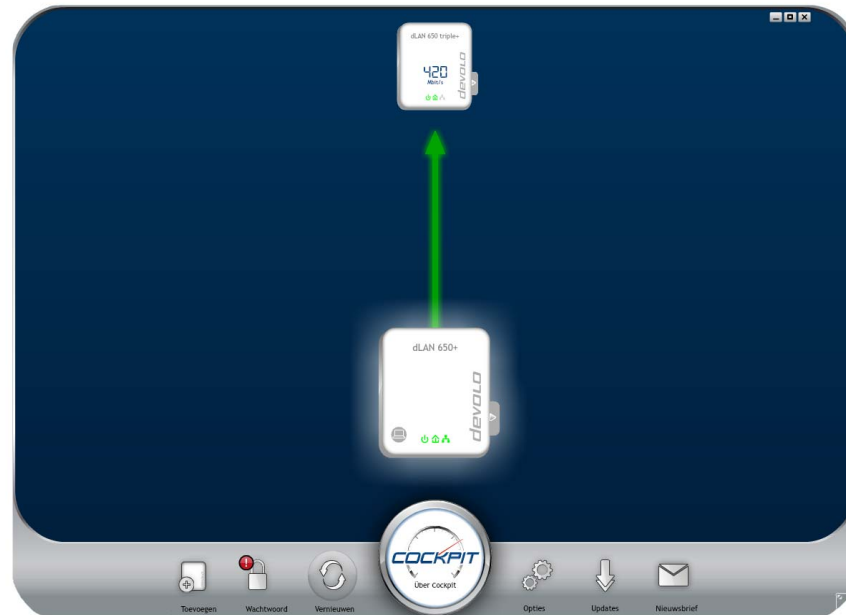 dLAN 650 triple+
420
Mbit/s
devolo
dLAN 650+
devolo
COCKPIT
Über Cockpit
Toevoegen
Wachtwoord
Vernieuwen
Opties
Updates
Nieuwsbrief